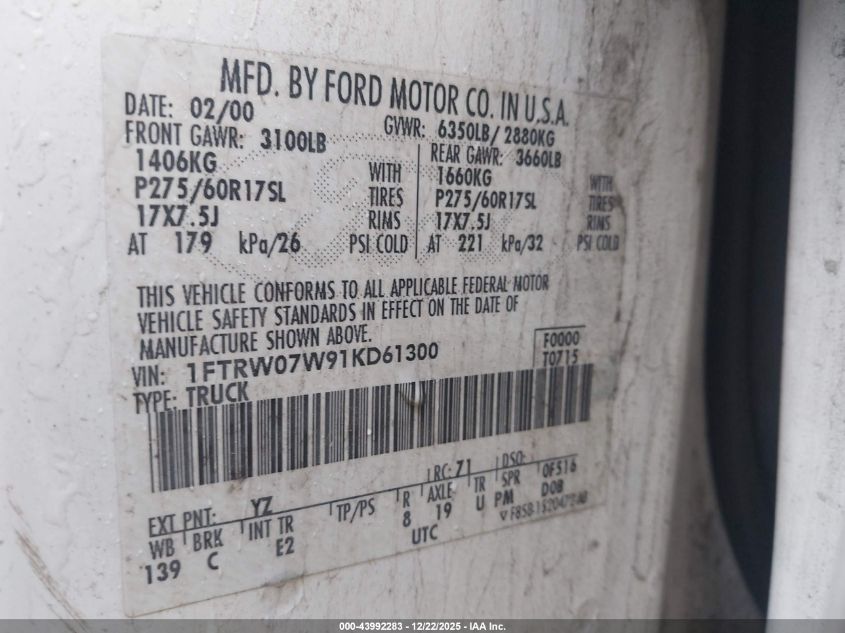 MFD. BY FORD MOTOR CO. IN U.S.A.
DATE: 02/00 GVWR: 6350LB/ 2880KG
FRONT GAWR: 3100LB REAR GAWR: 3660LB
1406KG WITH 1660KG WITH
P275/60R17SL TIRES P275/60R17SL TIRES
17X7.5J RIMS 17X7.5J RIMS
AT 179 kPa/26 PSI COLD AT 221 kPa/32 PSI COLD
THIS VEHICLE CONFORMS TO ALL APPLICABLE FEDERAL MOTOR
VEHICLE SAFETY STANDARDS IN EFFECT ON THE DATE OF
MANUFACTURE SHOWN ABOVE.
F0000
VIN: 1FTRW07W91KD61300 T0715
TYPE: TRUCK
EXT PNT: YZ RC: 71 DSO: 0F516
WB BRK INT TR TP/PS R AXLE TR SPR
139 C E2 8 19 U PM D0B
UTC
000-43992283 - 12/22/2025 - IAA Inc.